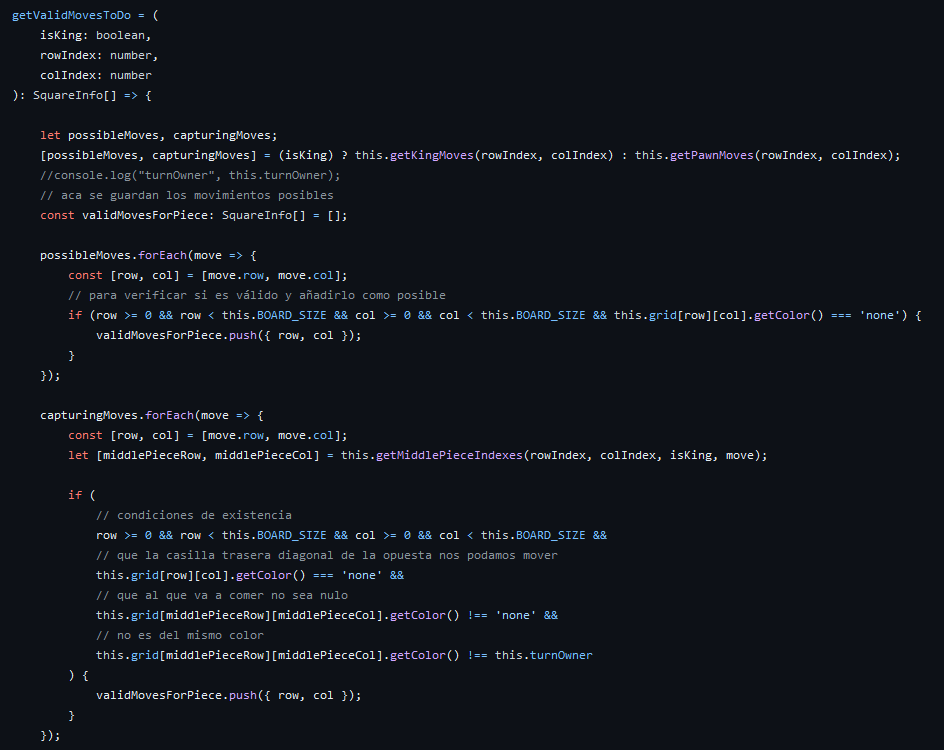 getValidMovesToDo = (
    isKing: boolean,
    rowIndex: number,
    colIndex: number
): SquareInfo[] => {

    let possibleMoves, capturingMoves;
    [possibleMoves, capturingMoves] = (isKing) ? this.getKingMoves(rowIndex, colIndex) : this.getPawnMoves(rowIndex, colIndex);
    //console.log("turnOwner", this.turnOwner);
    // aca se guardan los movimientos posibles
    const validMovesForPiece: SquareInfo[] = [];

    possibleMoves.forEach(move => {
        const [row, col] = [move.row, move.col];
        // para verificar si es válido y añadirlo como posible
        if (row >= 0 && row < this.BOARD_SIZE && col >= 0 && col < this.BOARD_SIZE && this.grid[row][col].getColor() === 'none') {
            validMovesForPiece.push({ row, col });
        }
    });

    capturingMoves.forEach(move => {
        const [row, col] = [move.row, move.col];
        let [middlePieceRow, middlePieceCol] = this.getMiddlePieceIndexes(rowIndex, colIndex, isKing, move);

        if (
            // condiciones de existencia
            row >= 0 && row < this.BOARD_SIZE && col >= 0 && col < this.BOARD_SIZE &&
            // que la casilla trasera diagonal de la opuesta nos podamos mover
            this.grid[row][col].getColor() === 'none' &&
            // que al que va a comer no sea nulo
            this.grid[middlePieceRow][middlePieceCol].getColor() !== 'none' &&
            // no es del mismo color
            this.grid[middlePieceRow][middlePieceCol].getColor() !== this.turnOwner
        ) {
            validMovesForPiece.push({ row, col });
        }
    });